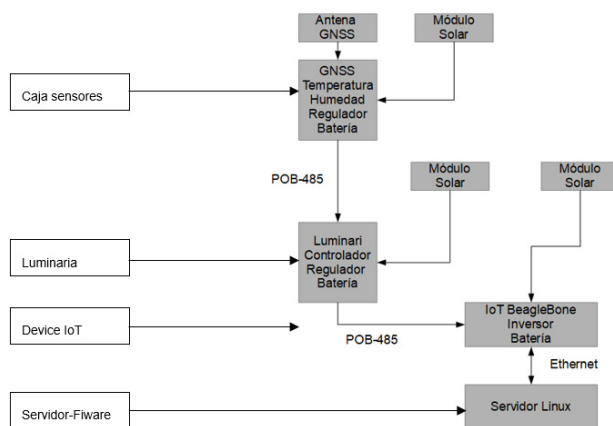 Antena
GNSS
Módulo
Solar
GNSS
Temperatura
Humedad
Regulador
Batería
Caja sensores
POB-485
Módulo
Solar
Módulo
Solar
Luminari
Controlador
Regulador
Batería
Luminaria
IoT BeagleBone
Inversor
Batería
Device IoT
POB-485
Ethernet
Servidor Linux
Servidor-Fiware